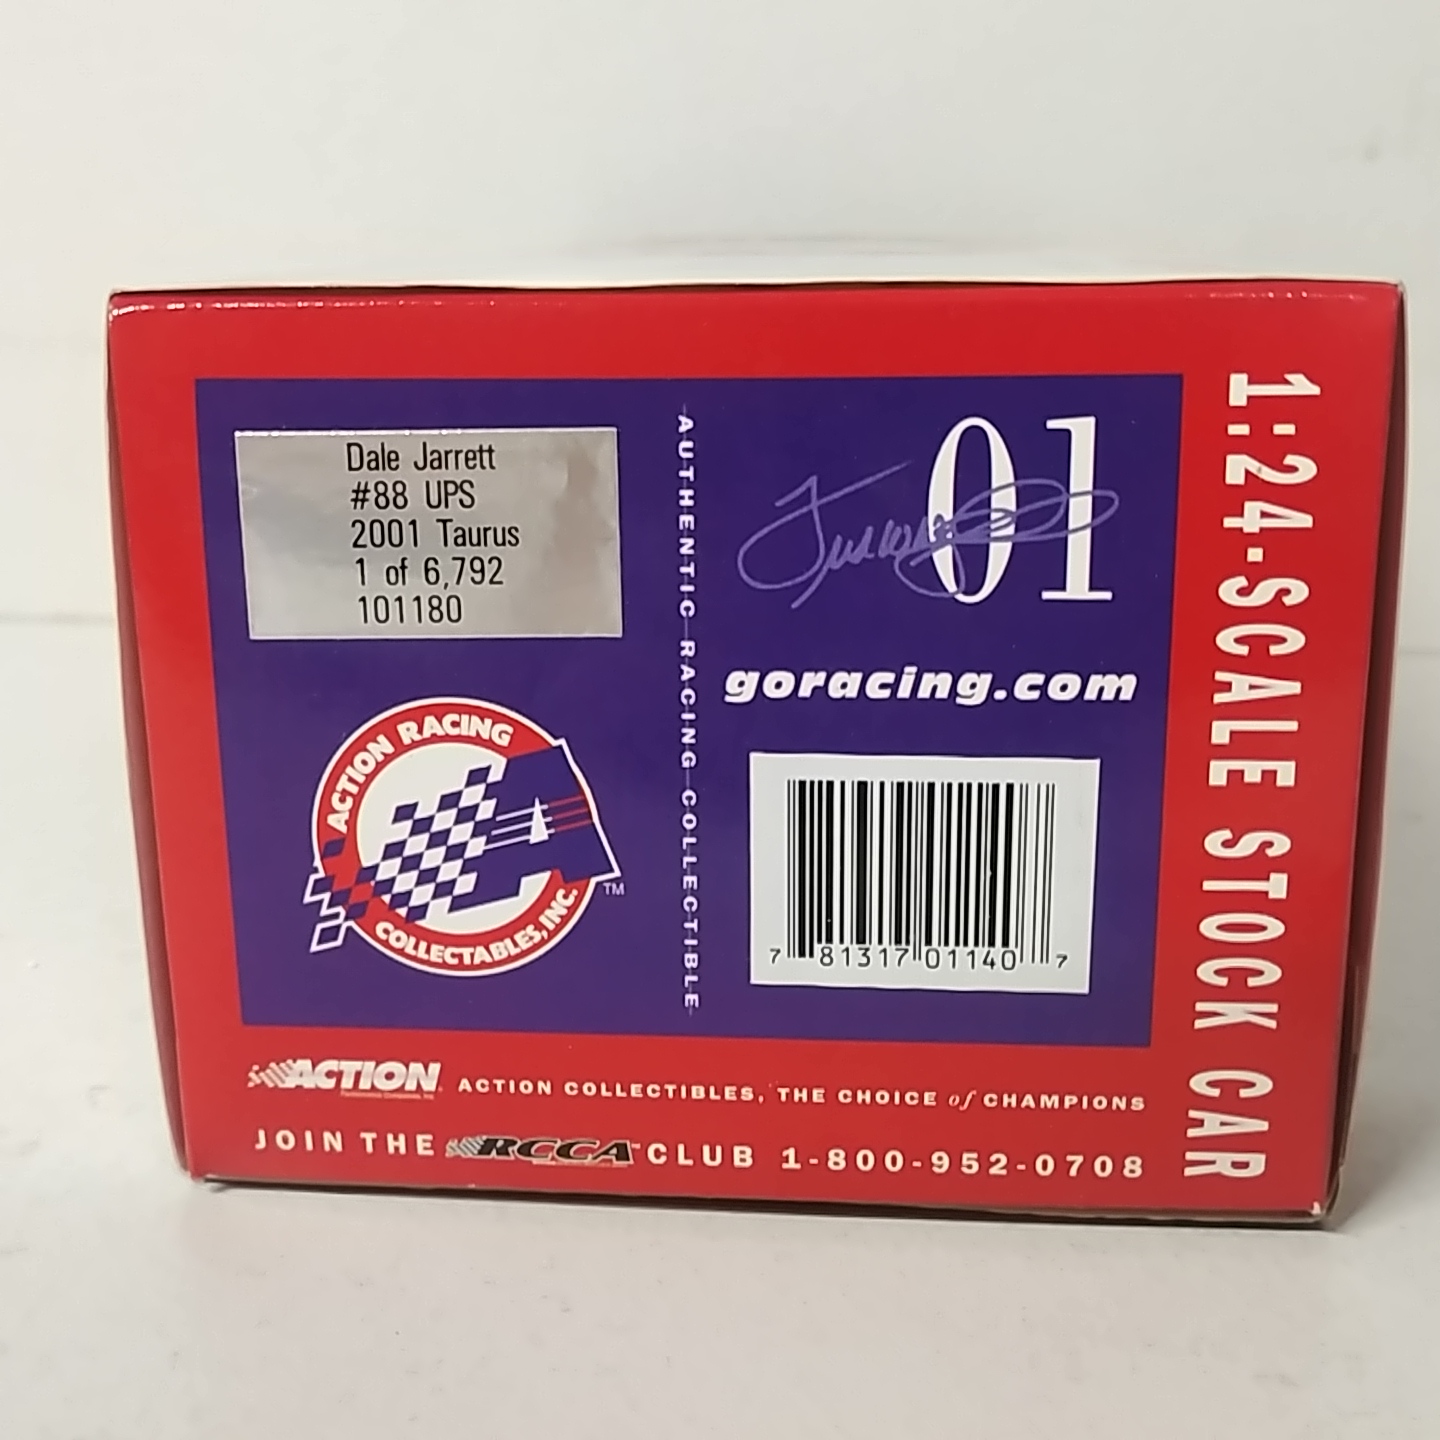 Dale Jarrett
#88 UPS
2001 Taurus
1 of 6,792
101180
AUTHENTIC RACING COLLECTIBLE
01
goracing.com
ACTION RACING
COLLECTABLES, INC.
TM
7 81317 01140 7
1:24-SCALE STOCK CAR
ACTION
ACTION COLLECTIBLES, THE CHOICE of CHAMPIONS
JOIN THE RCCA CLUB 1-800-952-0708